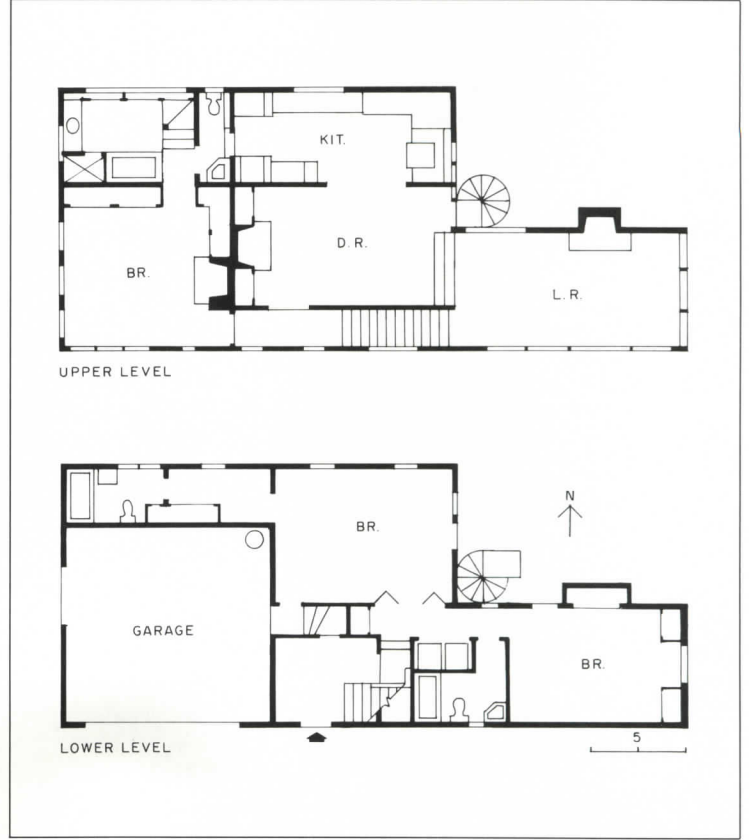 KIT.
D.R.
BR.
L.R.
UPPER LEVEL
N
BR.
GARAGE
BR.
LOWER LEVEL
5